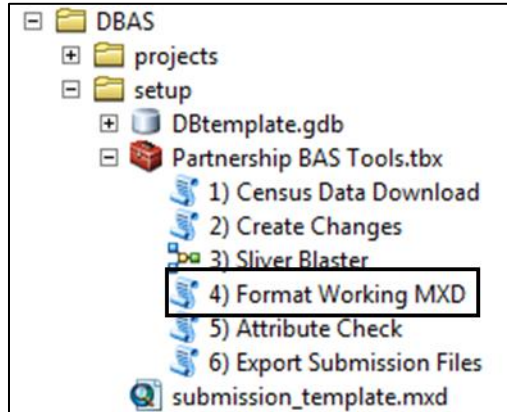 DBAS
projects
setup
DBtemplate.gdb
Partnership BAS Tools.tbx
1) Census Data Download
2) Create Changes
3) Sliver Blaster
4) Format Working MXD
5) Attribute Check
6) Export Submission Files
submission_template.mxd